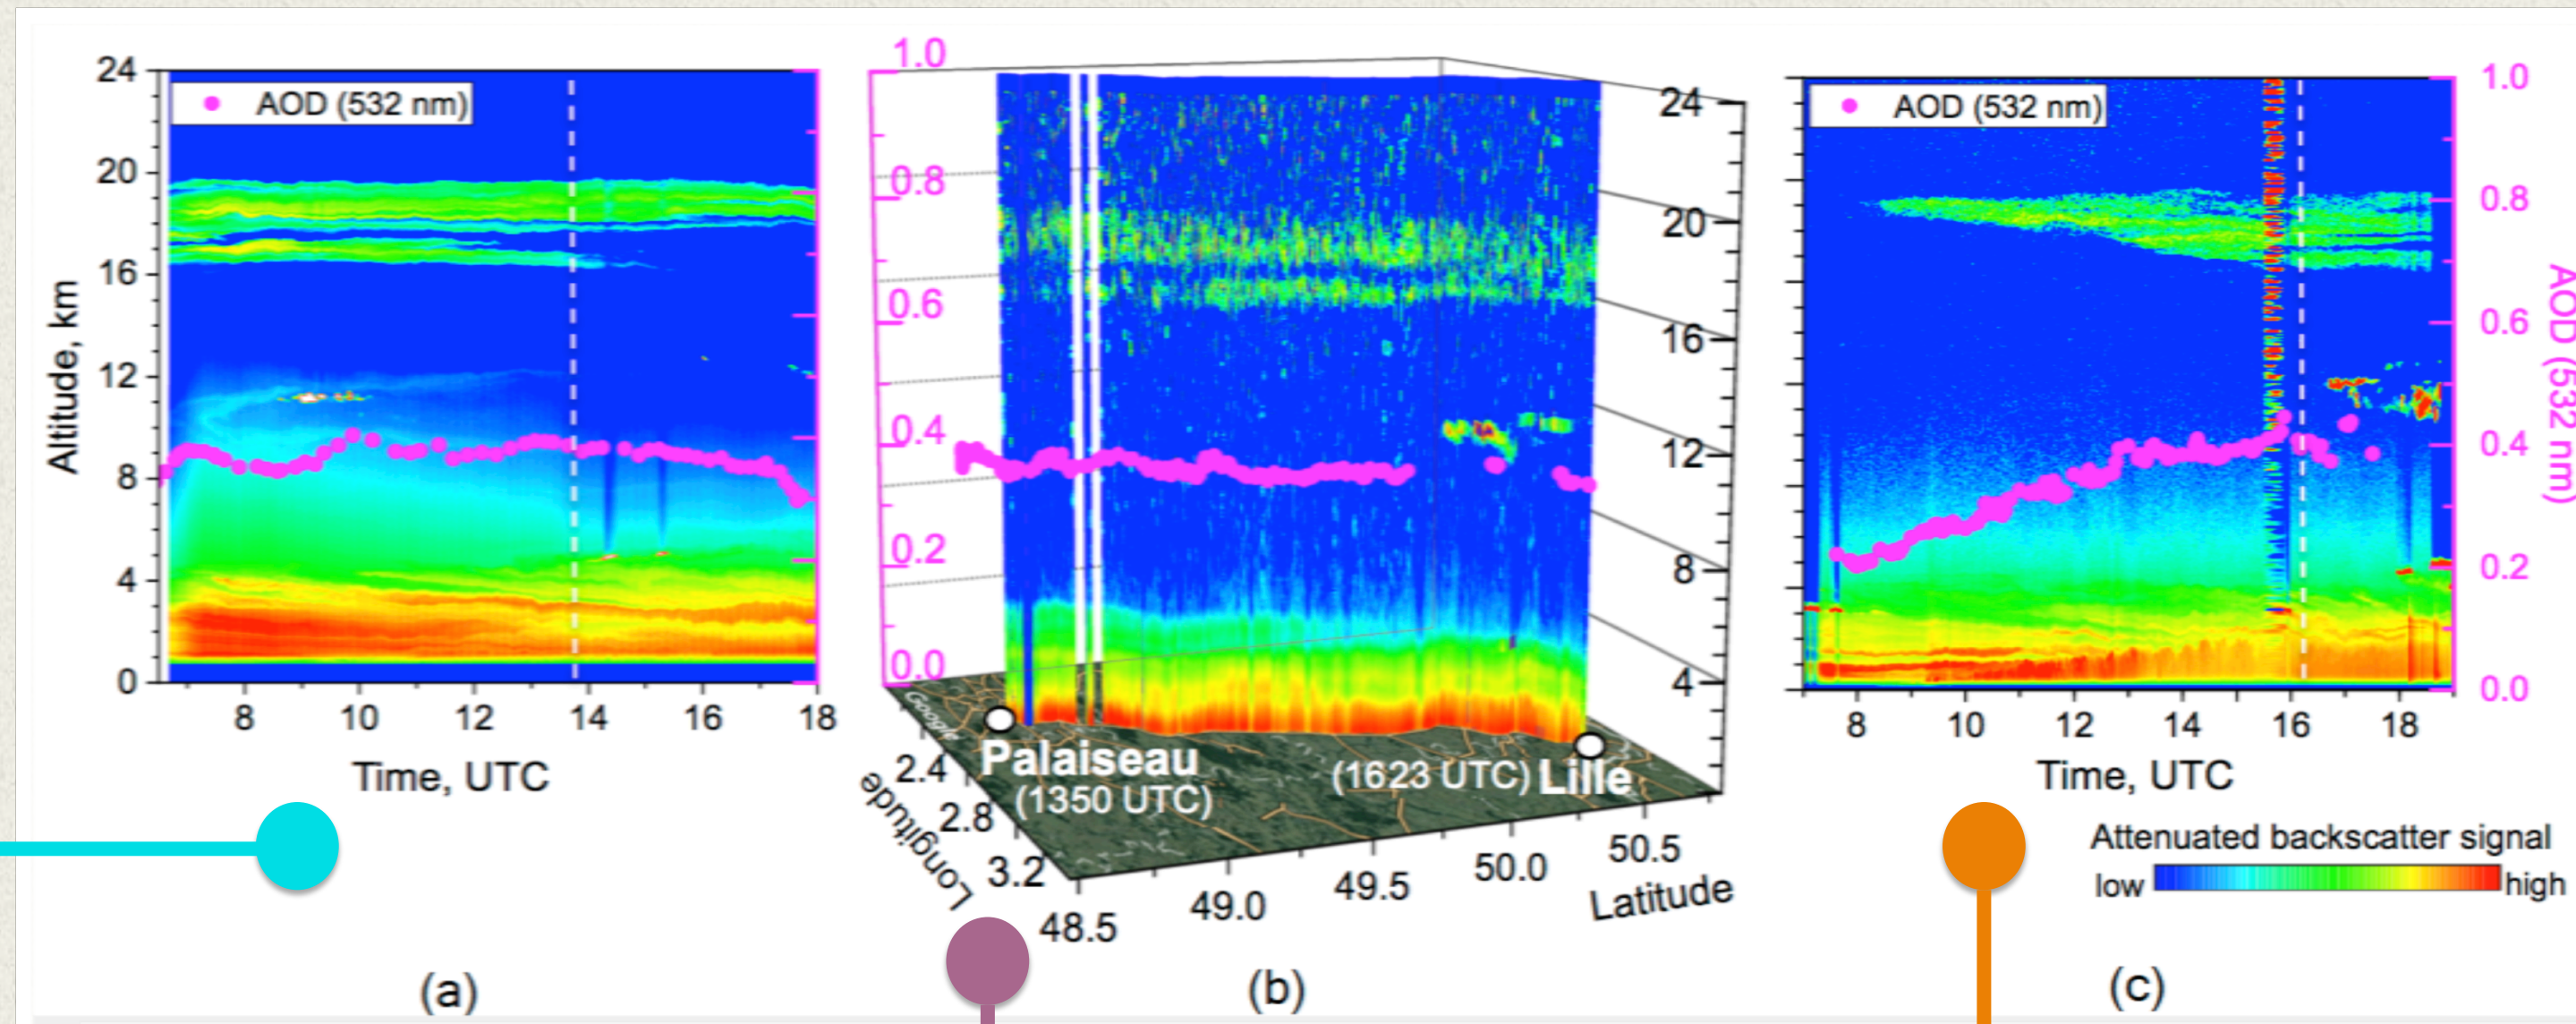 24
20
16
12
8
4
0
Altitude, km
AOD (532 nm)
8 10 12 14 16 18
Time, UTC
(a)
1.0
0.8
0.6
0.4
0.2
0.0
24
20
16
12
8
4
Google
Palaiseau
(1350 UTC)
(1623 UTC) Lille
2.4
2.8
3.2
Longitude
48.5 49.0 49.5 50.0 50.5
Latitude
(b)
AOD (532 nm)
1.0
0.8
0.6
0.4
0.2
0.0
AOD (532 nm)
8 10 12 14 16 18
Time, UTC
Attenuated backscatter signal
low high
(c)